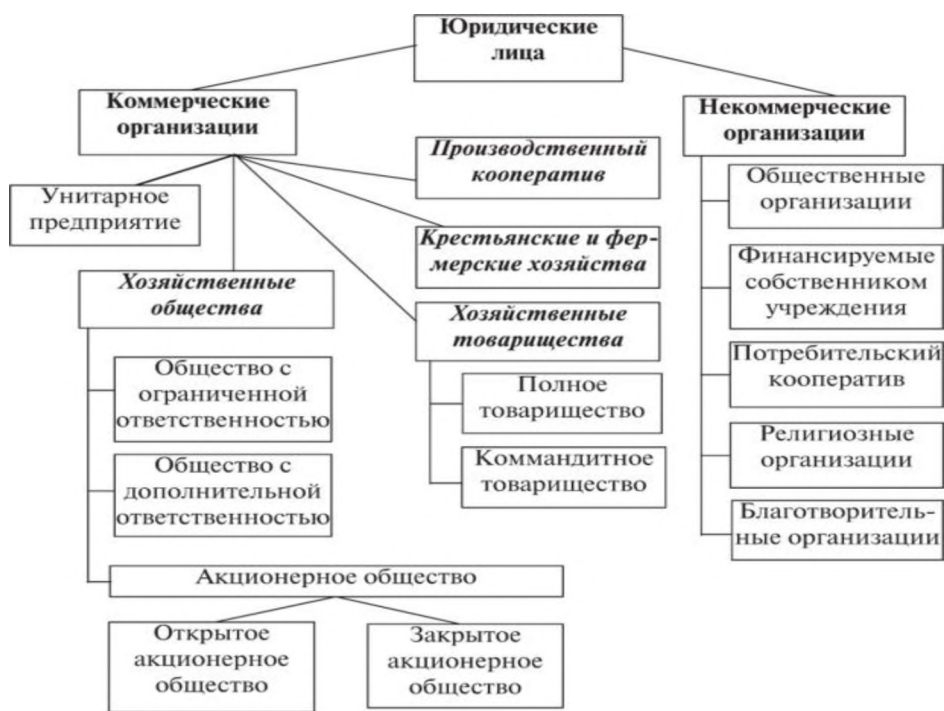 Юридические
лица
Коммерческие
организации
Некоммерческие
организации
Производственный
кооператив
Унитарное
предприятие
Крестьянские и фер-
мерские хозяйства
Хозяйственные
общества
Хозяйственные
товарищества
Общество с
ограниченной
ответственностью
Общество с
дополнительной
ответственностью
Полное
товарищество
Коммандитное
товарищество
Общественные
организации
Финансируемые
собственником
учреждения
Потребительский
кооператив
Религиозные
организации
Благотворитель-
ные организации
Акционерное общество
Открытое
акционерное
общество
Закрытое
акционерное
общество